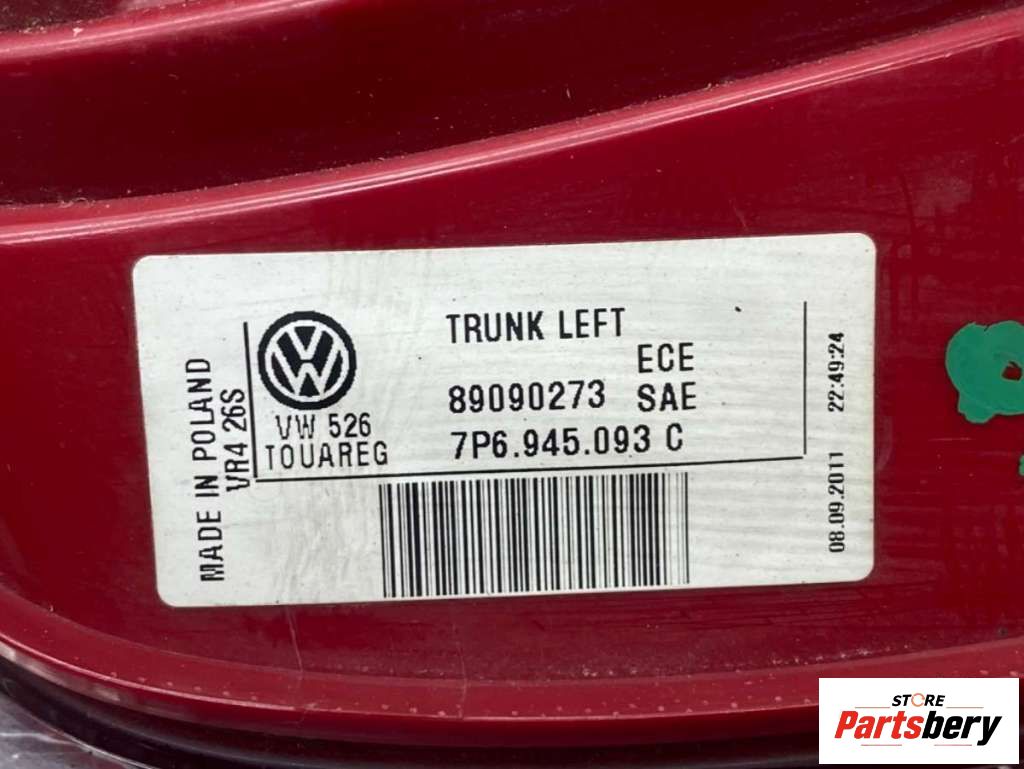 TRUNK LEFT
ECE
89090273 SAE
7P6.945.093 C
VW 526
TOUAREG
MADE IN POLAND
VR4 26S
08.09.2011 22:49:24
STORE
Partsbery